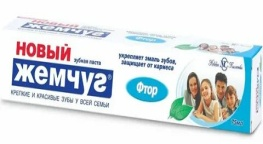 НОВЫЙ
зубная паста
жемчуг
КРЕПКИЕ И КРАСИВЫЕ ЗУБЫ У ВСЕЙ СЕМЬИ
укрепляет эмаль зубов,
защищает от кариеса
Фтор